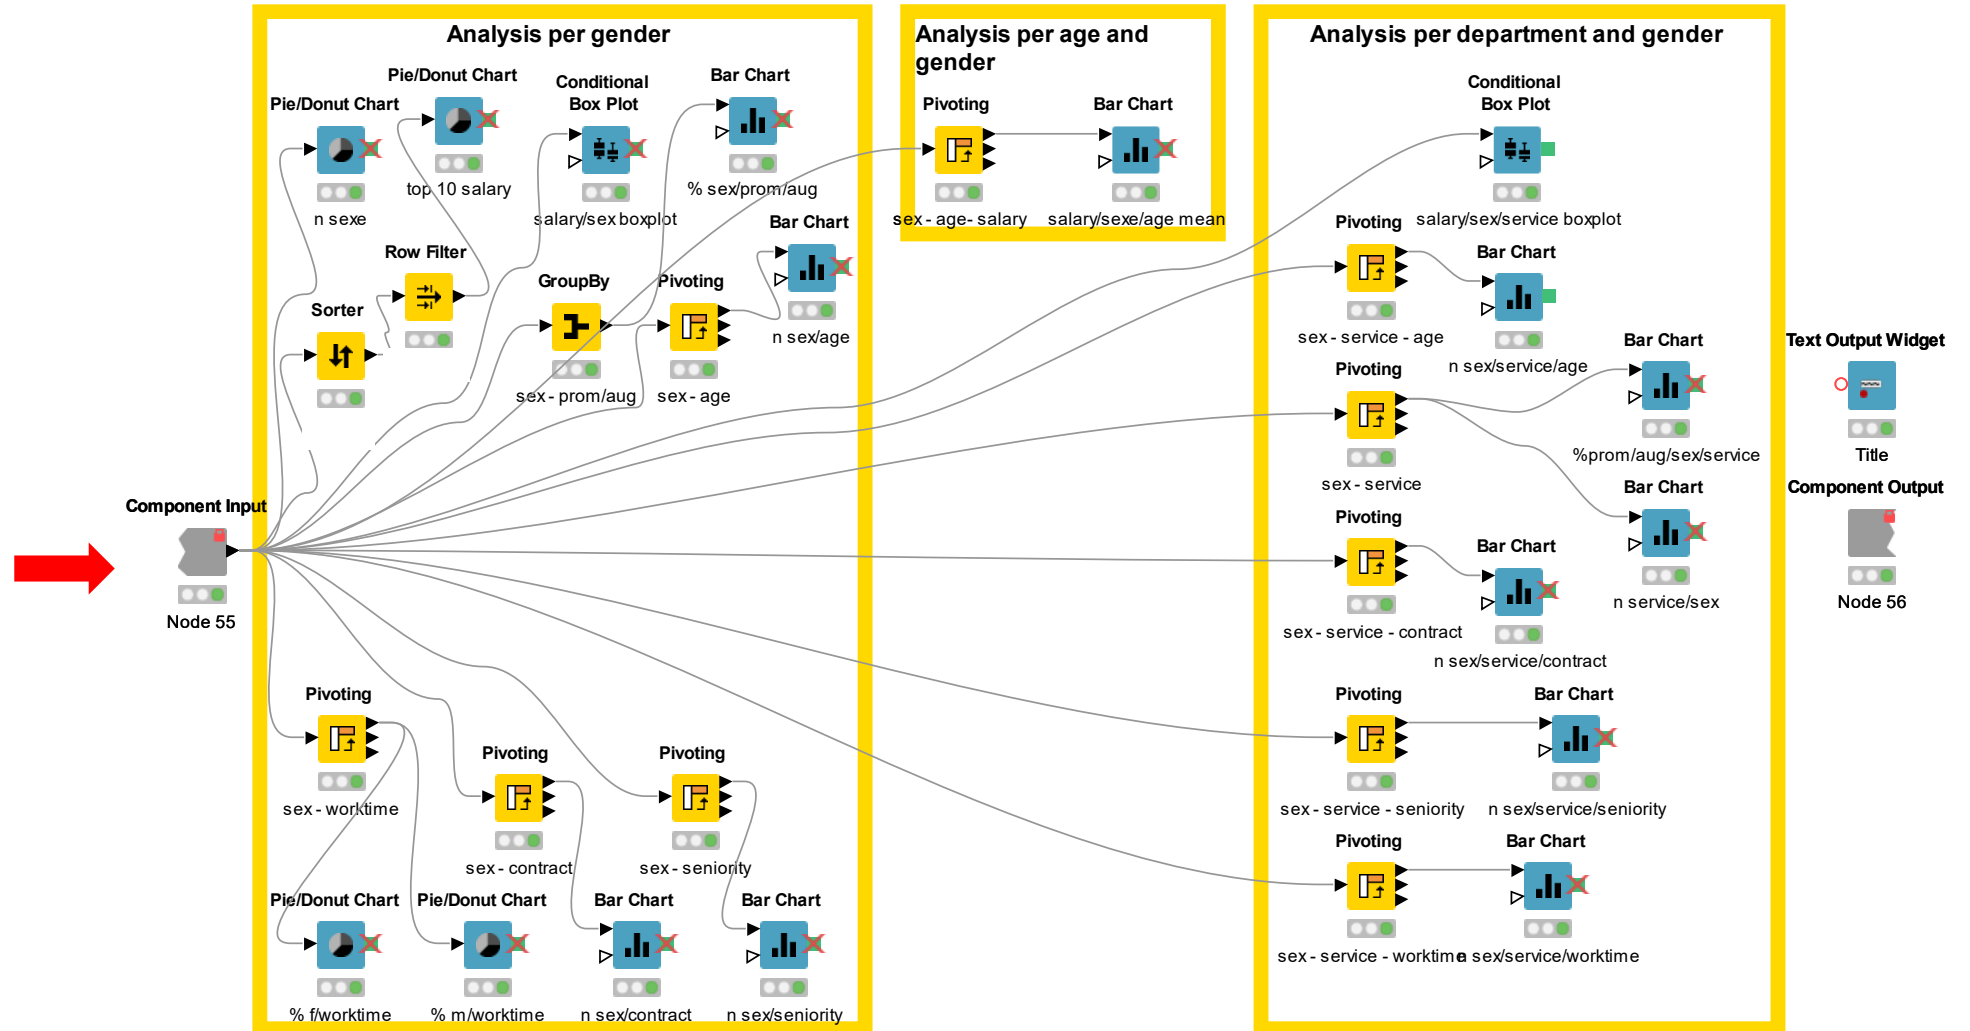 Analysis per gender
Pie/Donut Chart
n sexe
Pie/Donut Chart
top 10 salary
Conditional
Box Plot
salary/sex boxplot
Bar Chart
% sex/prom/aug
Row Filter
Sorter
GroupBy
sex - prom/aug
Pivoting
sex - age
Bar Chart
n sex/age
Component Input
Node 55
Pivoting
sex - worktime
Pivoting
sex - contract
Pivoting
sex - seniority
Pie/Donut Chart
% f/worktime
Pie/Donut Chart
% m/worktime
Bar Chart
n sex/contract
Bar Chart
n sex/seniority
Analysis per age and
gender
Pivoting
sex - age- salary
Bar Chart
salary/sexe/age mean
Analysis per department and gender
Conditional
Box Plot
salary/sex/service boxplot
Pivoting
sex - service - age
Bar Chart
n sex/service/age
Pivoting
sex - service
Bar Chart
%prom/aug/sex/service
Bar Chart
n service/sex
Pivoting
sex - service - contract
Bar Chart
n sex/service/contract
Pivoting
sex - service - seniority
Bar Chart
n sex/service/seniority
Pivoting
sex - service - worktime
Bar Chart
n sex/service/worktime
Text Output Widget
Title
Component Output
Node 56